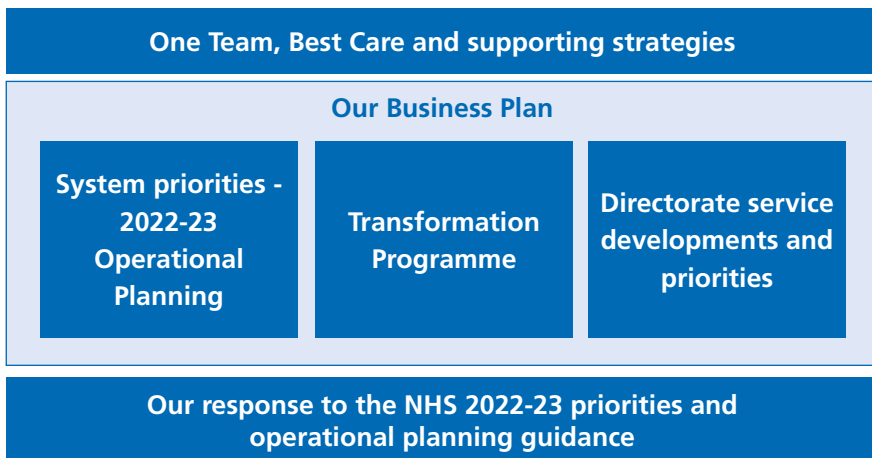 One Team, Best Care and supporting strategies
Our Business Plan
System priorities -
2022-23
Operational
Planning
Transformation
Programme
Directorate service
developments and
priorities
Our response to the NHS 2022-23 priorities and
operational planning guidance